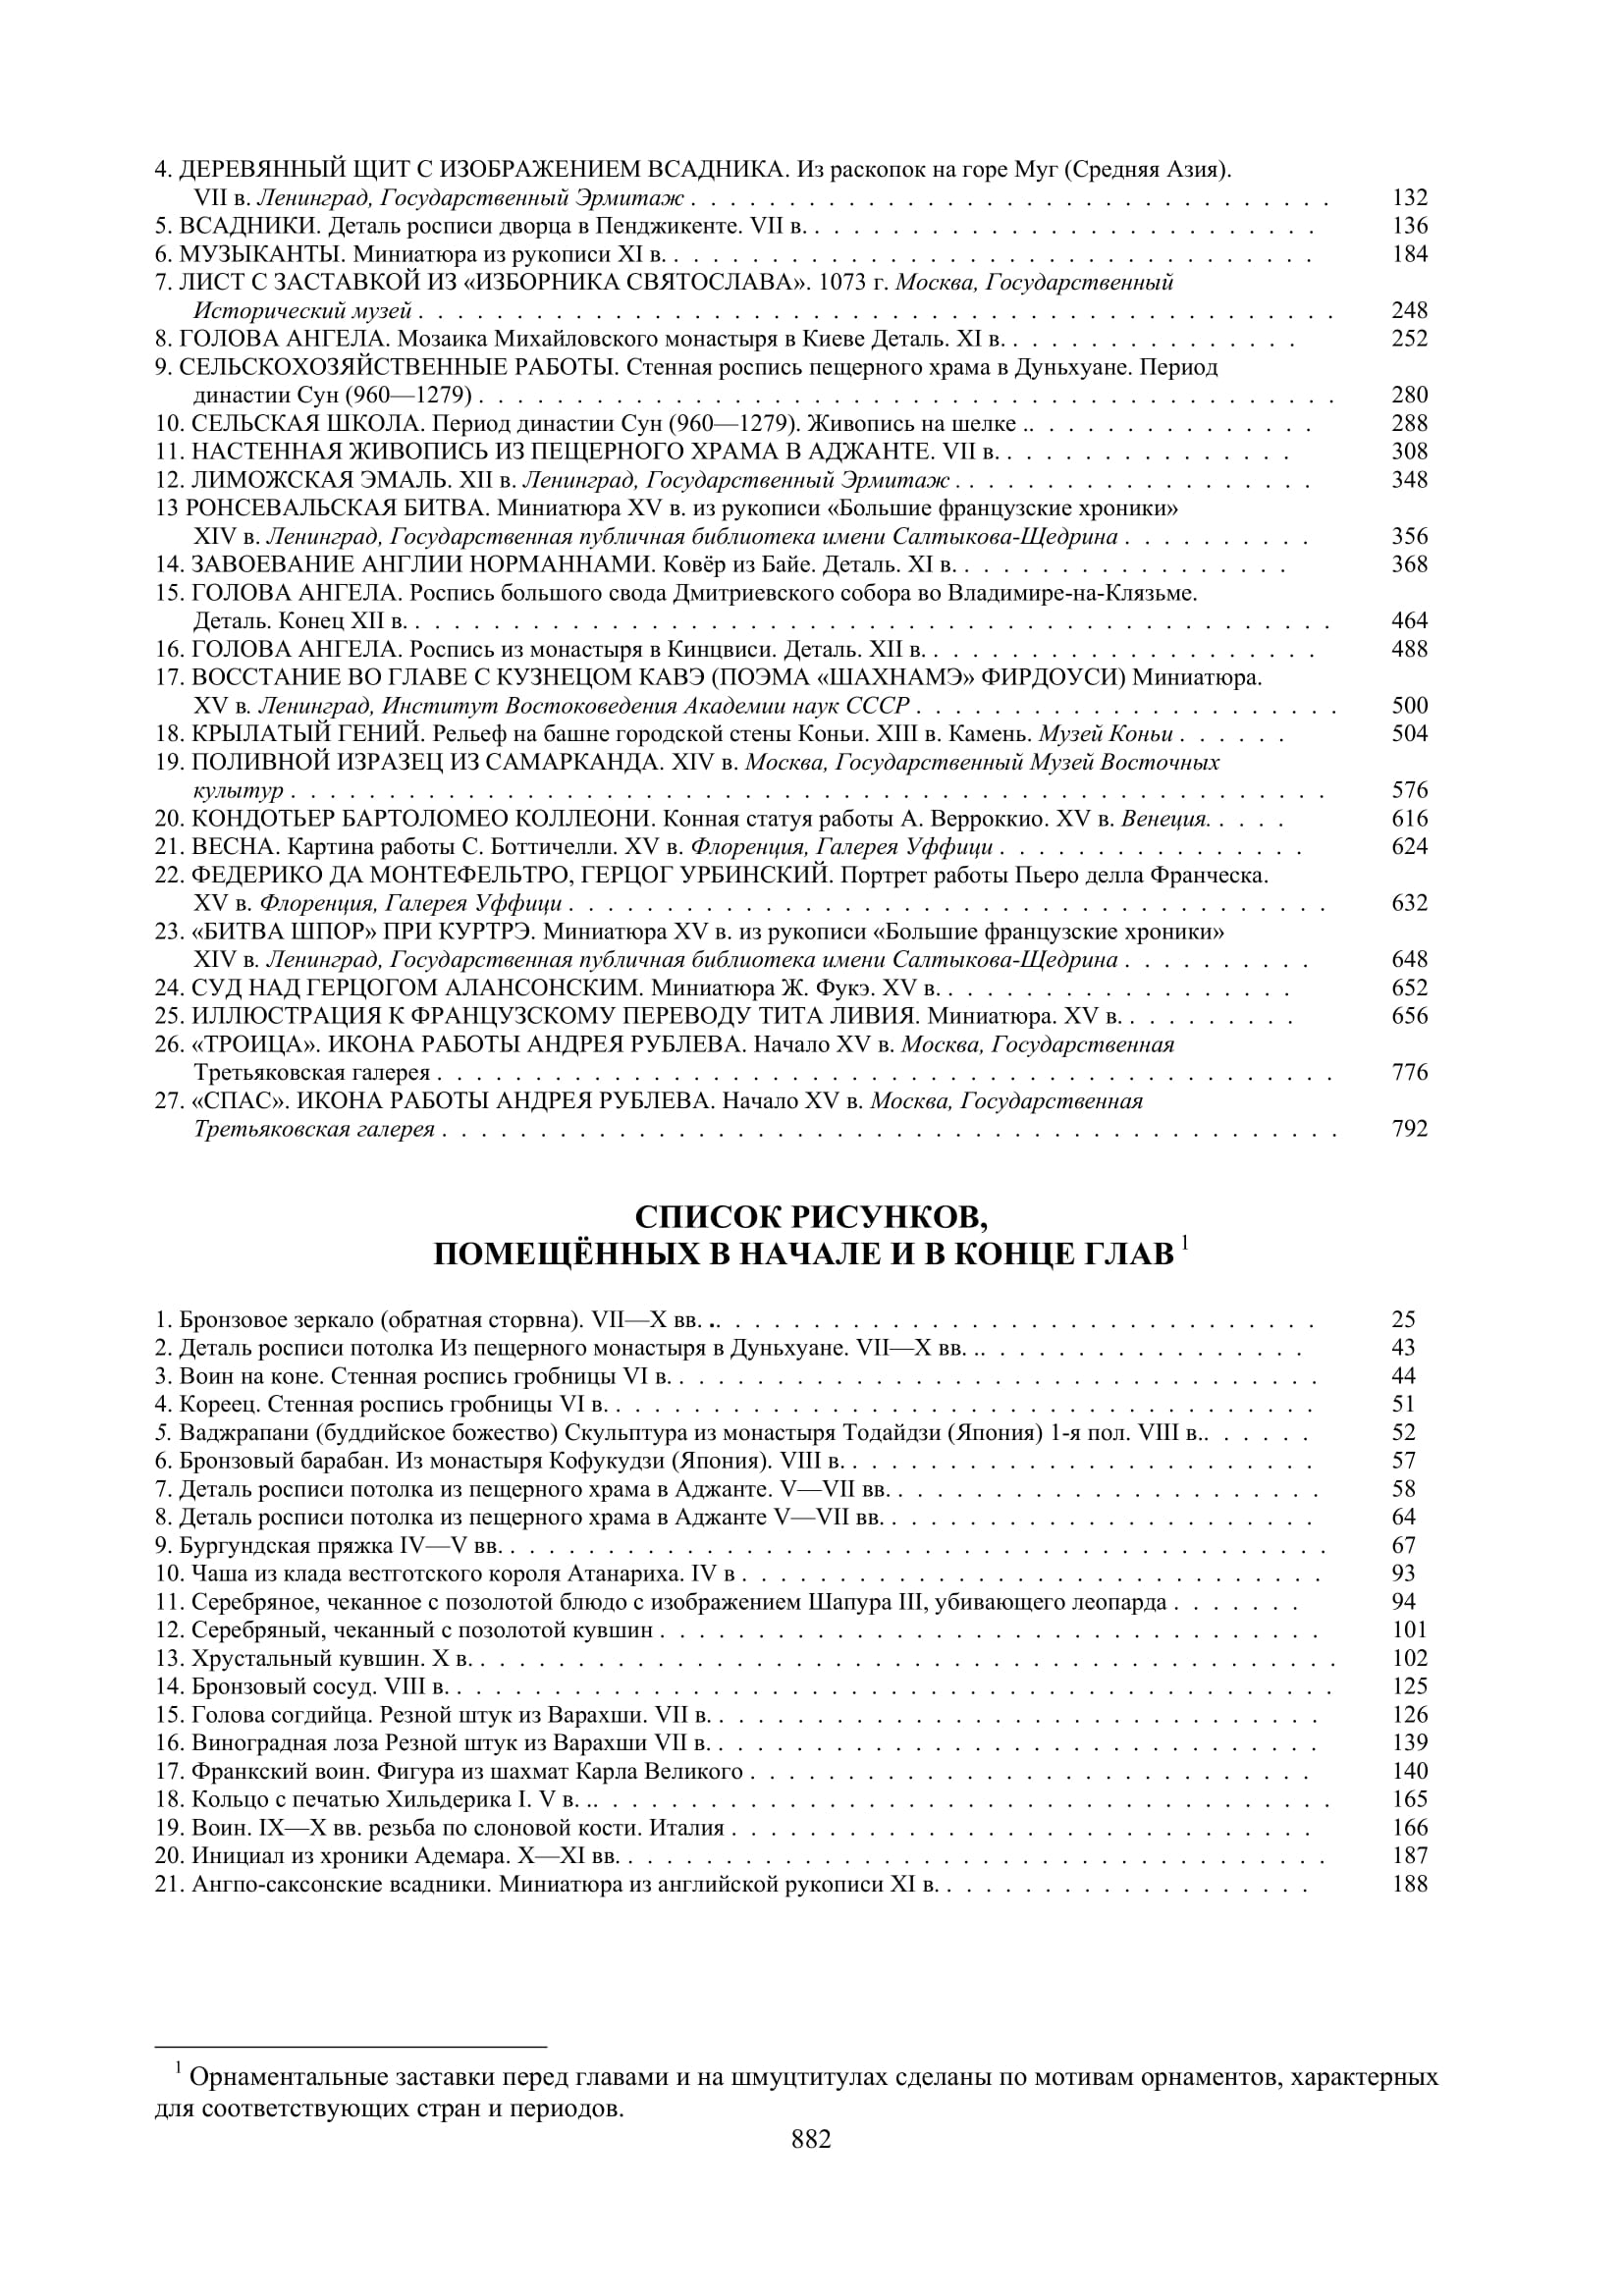 4. ДЕРЕВЯННЫЙ ЩИТ С ИЗОБРАЖЕНИЕМ ВСАДНИКА. Из раскопок на горе Муг (Средняя Азия).
VII в. Ленинград, Государственный Эрмитаж . . . . . . . . . . . . . . . . . . . . 132
5. ВСАДНИКИ. Деталь росписи дворца в Пенджикенте. VII в. . . . . . . . . . . . . . . . . . . . . 136
6. МУЗЫКАНТЫ. Миниатюра из рукописи XI в. . . . . . . . . . . . . . . . . . . . . 184
7. ЛИСТ С ЗАСТАВКОЙ ИЗ «ИЗБОРНИКА СВЯТОСЛАВА». 1073 г. Москва, Государственный
Исторический музей . . . . . . . . . . . . . . . . . . . . 248
8. ГОЛОВА АНГЕЛА. Мозаика Михайловского монастыря в Киеве Деталь. XI в. . . . . . . . . . . . . . . . 252
9. СЕЛЬСКОХОЗЯЙСТВЕННЫЕ РАБОТЫ. Стенная роспись пещерного храма в Дуньхуане. Период
династии Сун (960—1279) . . . . . . . . . . . . . . . . . . . . 280
10. СЕЛЬСКАЯ ШКОЛА. Период династии Сун (960—1279). Живопись на шелке .. . . . . . . . . . . . . . . 288
11. НАСТЕННАЯ ЖИВОПИСЬ ИЗ ПЕЩЕРНОГО ХРАМА В АДЖАНТЕ. VII в. . . . . . . . . . . . . . . . 308
12. ЛИМОЖСКАЯ ЭМАЛЬ. XII в. Ленинград, Государственный Эрмитаж . . . . . . . . . . . . . . . . . . . 348
13 РОНСЕВАЛЬСКАЯ БИТВА. Миниатюра XV в. из рукописи «Большие французские хроники»
XIV в. Ленинград, Государственная публичная библиотека имени Салтыкова-Щедрина . . . . . . . . . . 356
14. ЗАВОЕВАНИЕ АНГЛИИ НОРМАННАМИ. Ковёр из Байе. Деталь. XI в. . . . . . . . . . . . . . . . . . 368
15. ГОЛОВА АНГЕЛА. Роспись большого свода Дмитриевского собора во Владимире-на-Клязьме.
Деталь. Конец XII в. . . . . . . . . . . . . . . . . . . . . 464
16. ГОЛОВА АНГЕЛА. Роспись из монастыря в Кинцвиси. Деталь. XII в. . . . . . . . . . . . . . . . . . . . . 488
17. ВОССТАНИЕ ВО ГЛАВЕ С КУЗНЕЦОМ КАВЭ (ПОЭМА «ШАХНАМЭ» ФИРДОУСИ) Миниатюра.
XV в. Ленинград, Институт Востоковедения Академии наук СССР . . . . . . . . . . . . . . . . . . . . 500
18. КРЫЛАТЫЙ ГЕНИЙ. Рельеф на башне городской стены Коньи. XIII в. Камень. Музей Коньи . . . . . . 504
19. ПОЛИВНОЙ ИЗРАЗЕЦ ИЗ САМАРКАНДА. XIV в. Москва, Государственный Музей Восточных
кулытур . . . . . . . . . . . . . . . . . . . . 576
20. КОНДОТЬЕР БАРТОЛОМЕО КОЛЛЕОНИ. Конная статуя работы А. Верроккио. XV в. Венеция. . . . . 616
21. ВЕСНА. Картина работы С. Боттичелли. XV в. Флоренция, Галерея Уффици . . . . . . . . . . . . . . . . 624
22. ФЕДЕРИКО ДА МОНТЕФЕЛЬТРО, ГЕРЦОГ УРБИНСКИЙ. Портрет работы Пьеро делла Франческа.
XV в. Флоренция, Галерея Уффици . . . . . . . . . . . . . . . . . . . . 632
23. «БИТВА ШПОР» ПРИ КУРТРЭ. Миниатюра XV в. из рукописи «Большие французские хроники»
XIV в. Ленинград, Государственная публичная библиотека имени Салтыкова-Щедрина . . . . . . . . . . 648
24. СУД НАД ГЕРЦОГОМ АЛАНСОНСКИМ. Миниатюра Ж. Фукэ. XV в. . . . . . . . . . . . . . . . . . . 652
25. ИЛЛЮСТРАЦИЯ К ФРАНЦУЗСКОМУ ПЕРЕВОДУ ТИТА ЛИВИЯ. Миниатюра. XV в. . . . . . . . . . 656
26. «ТРОИЦА». ИКОНА РАБОТЫ АНДРЕЯ РУБЛЕВА. Начало XV в. Москва, Государственная
Третьяковская галерея . . . . . . . . . . . . . . . . . . . . 776
27. «СПАС». ИКОНА РАБОТЫ АНДРЕЯ РУБЛЕВА. Начало XV в. Москва, Государственная
Третьяковская галерея . . . . . . . . . . . . . . . . . . . . 792
СПИСОК РИСУНКОВ,
ПОМЕЩЁННЫХ В НАЧАЛЕ И В КОНЦЕ ГЛАВ 1
1. Бронзовое зеркало (обратная сторвна). VII—X вв. .. . . . . . . . . . . . . . . . . . . . 25
2. Деталь росписи потолка Из пещерного монастыря в Дуньхуане. VII—X вв. .. . . . . . . . . . . . . . . . . 43
3. Воин на коне. Стенная роспись гробницы VI в. . . . . . . . . . . . . . . . . . . . . 44
4. Кореец. Стенная роспись гробницы VI в. . . . . . . . . . . . . . . . . . . . . 51
5. Ваджрапани (буддийское божество) Скульптура из монастыря Тодайдзи (Япония) 1-я пол. VIII в.. . . . . . 52
6. Бронзовый барабан. Из монастыря Кофукудзи (Япония). VIII в. . . . . . . . . . . . . . . . . . . . . 57
7. Деталь росписи потолка из пещерного храма в Аджанте. V—VII вв. . . . . . . . . . . . . . . . . . . . . 58
8. Деталь росписи потолка из пещерного храма в Аджанте V—VII вв. . . . . . . . . . . . . . . . . . . . . 64
9. Бургундская пряжка IV—V вв. . . . . . . . . . . . . . . . . . . . . 67
10. Чаша из клада вестготского короля Атанариха. IV в . . . . . . . . . . . . . . . . . . . . 93
11. Серебряное, чеканное с позолотой блюдо с изображением Шапура III, убивающего леопарда . . . . . . . 94
12. Серебряный, чеканный с позолотой кувшин . . . . . . . . . . . . . . . . . . . . 101
13. Хрустальный кувшин. X в. . . . . . . . . . . . . . . . . . . . . 102
14. Бронзовый сосуд. VIII в. . . . . . . . . . . . . . . . . . . . . 125
15. Голова согдийца. Резной штук из Варахши. VII в. . . . . . . . . . . . . . . . . . . . . 126
16. Виноградная лоза Резной штук из Варахши VII в. . . . . . . . . . . . . . . . . . . . . 139
17. Франкский воин. Фигура из шахмат Карла Великого . . . . . . . . . . . . . . . . . . . . 140
18. Кольцо с печатью Хильдерика I. V в. .. . . . . . . . . . . . . . . . . . . . 165
19. Воин. IX—X вв. резьба по слоновой кости. Италия . . . . . . . . . . . . . . . . . . . . 166
20. Инициал из хроники Адемара. X—XI вв. . . . . . . . . . . . . . . . . . . . . 187
21. Ангпо-саксонские всадники. Миниатюра из английской рукописи XI в. . . . . . . . . . . . . . . . . . . . 188
1 Орнаментальные заставки перед главами и на шмуцтитулах сделаны по мотивам орнаментов, характерных
для соответствующих стран и периодов.
882